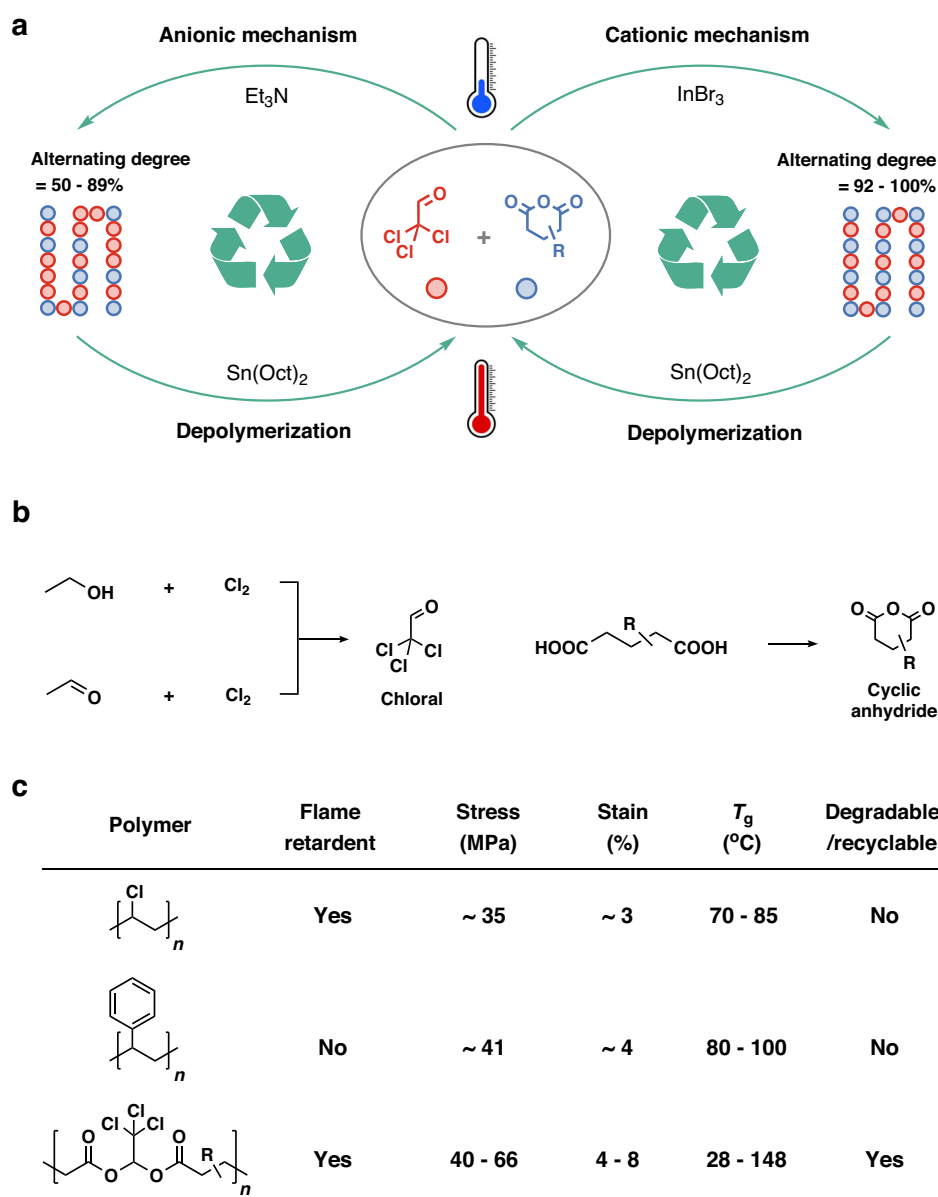 a
Anionic mechanism
Cationic mechanism
Et3N
InBr3
Alternating degree
= 50 - 89%
Alternating degree
= 92 - 100%
O
Cl
Cl
Cl
+
O
O
O
R
Sn(Oct)2
Sn(Oct)2
Depolymerization
Depolymerization
b
OH
+
Cl2
O
+
Cl2
O
Cl
Cl
Cl
Chloral
HOOC
R
COOH
O
O
O
R
Cyclic
anhydride
c
Polymer
Flame
retardent
Stress
(MPa)
Stain
(%)
Tg
(oC)
Degradable
/recyclable
Cl
n
Yes
~ 35
~ 3
70 - 85
No
n
No
~ 41
~ 4
80 - 100
No
Cl
Cl
Cl
O
O
O
O
R
n
Yes
40 - 66
4 - 8
28 - 148
Yes